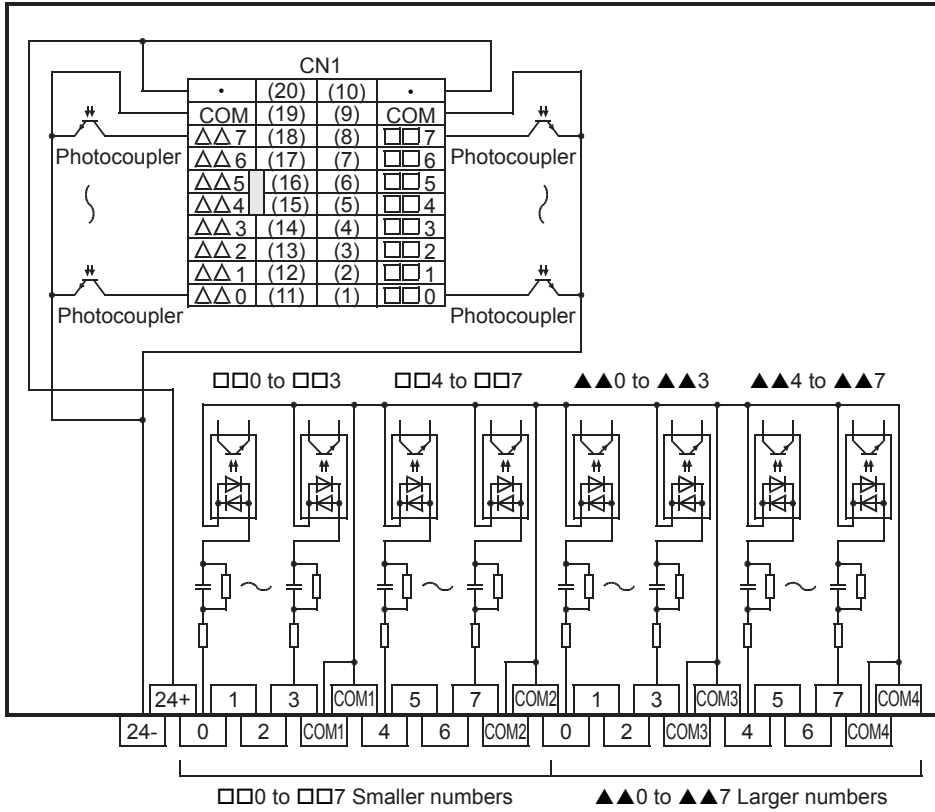 CN1
• (20) (10) •
COM (19) (9) COM
△△7 (18) (8) □□7
△△6 (17) (7) □□6
△△5 (16) (6) □□5
△△4 (15) (5) □□4
△△3 (14) (4) □□3
△△2 (13) (3) □□2
△△1 (12) (2) □□1
△△0 (11) (1) □□0
Photocoupler Photocoupler
Photocoupler Photocoupler
□□0 to □□3 □□4 to □□7 ▲▲0 to ▲▲3 ▲▲4 to ▲▲7
24+ 1 3 COM1 5 7 COM2 1 3 COM3 5 7 COM4
24- 0 2 COM1 4 6 COM2 0 2 COM3 4 6 COM4
□□0 to □□7 Smaller numbers ▲▲0 to ▲▲7 Larger numbers